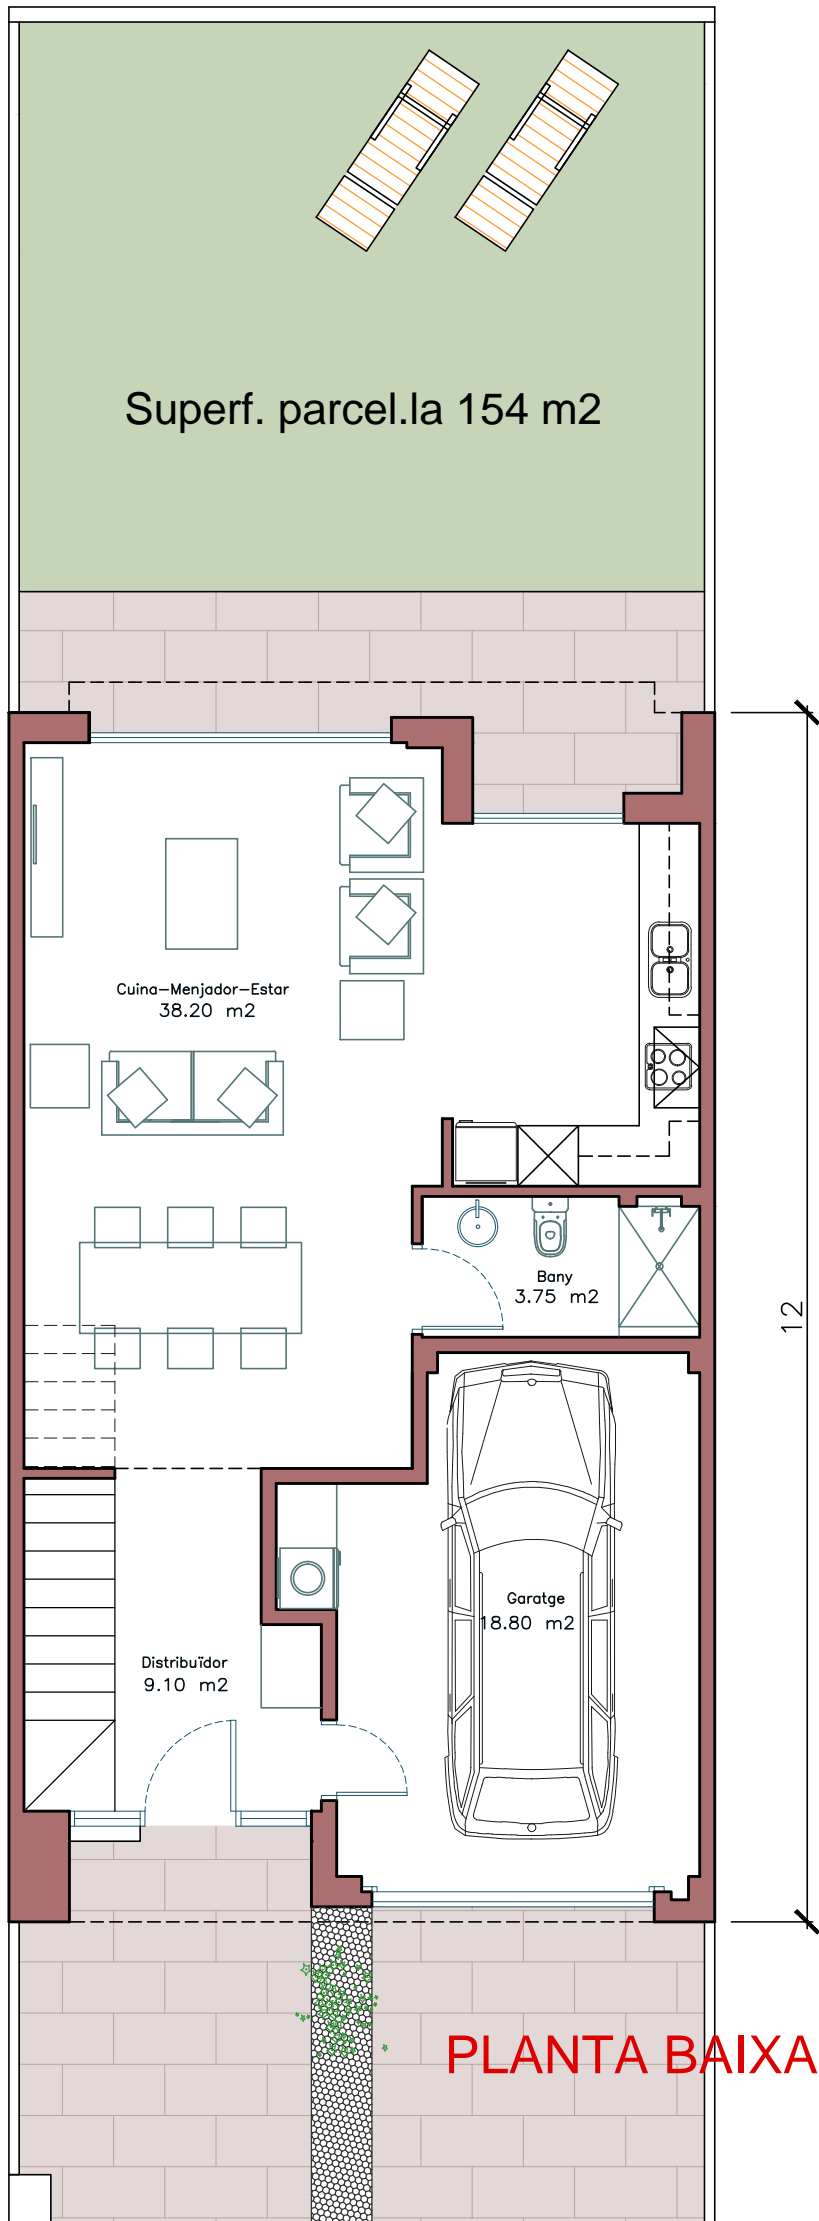 Superf. parcel.la 154 m2
Cuina-Menjador-Estar
38.20 m2
Bany
3.75 m2
12
Garatge
18.80 m2
Distribuïdor
9.10 m2
PLANTA BAIXA